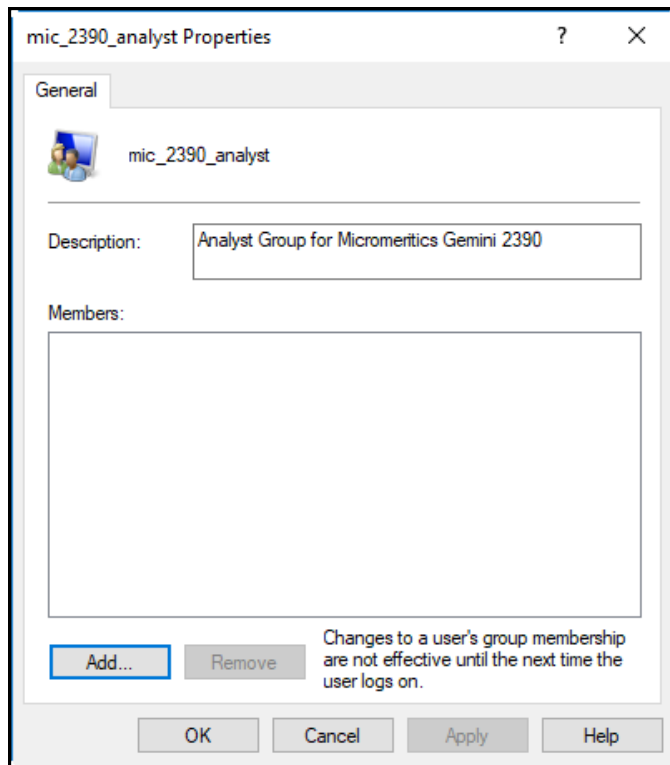 mic_2390_analyst Properties
?
General
mic_2390_analyst
Description:
Analyst Group for Micromeritics Gemini 2390
Members:
Add...
Remove
Changes to a user's group membership
are not effective until the next time the
user logs on.
OK
Cancel
Apply
Help